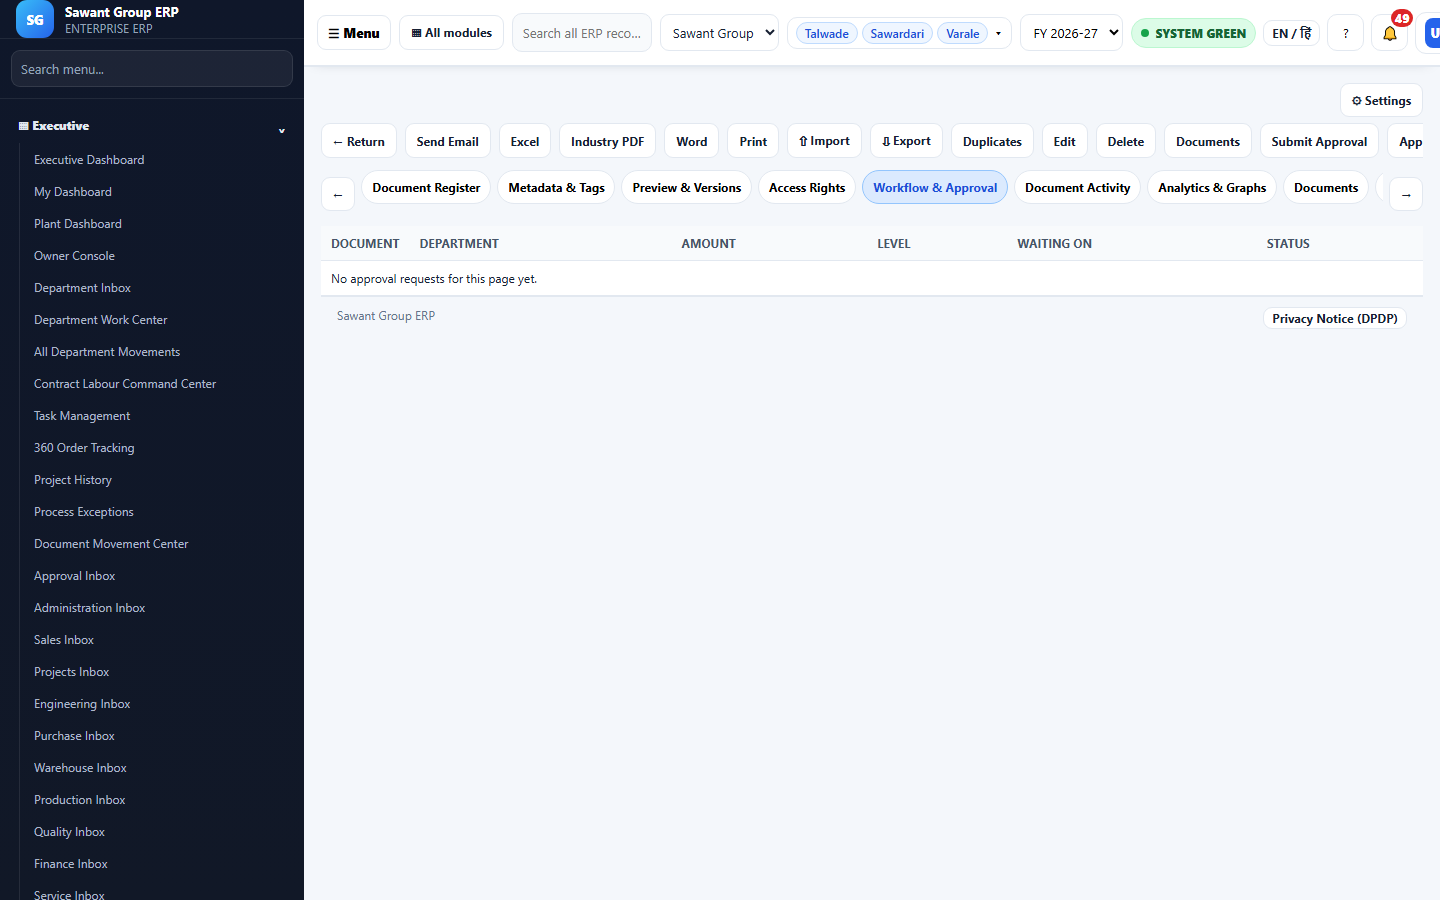 SG
Sawant Group ERP
ENTERPRISE ERP
Search menu...
Executive
Executive Dashboard
My Dashboard
Plant Dashboard
Owner Console
Department Inbox
Department Work Center
All Department Movements
Contract Labour Command Center
Task Management
360 Order Tracking
Project History
Process Exceptions
Document Movement Center
Approval Inbox
Administration Inbox
Sales Inbox
Projects Inbox
Engineering Inbox
Purchase Inbox
Warehouse Inbox
Production Inbox
Quality Inbox
Finance Inbox
Service Inbox
☰ Menu
All modules
Search all ERP reco...
Sawant Group
Talwade Sawardari Varale
FY 2026-27
SYSTEM GREEN
EN / हिं
?
49
U
⚙ Settings
← Return Send Email Excel Industry PDF Word Print ⇧ Import ⇩ Export Duplicates Edit Delete Documents Submit Approval App
← Document Register Metadata & Tags Preview & Versions Access Rights Workflow & Approval Document Activity Analytics & Graphs Documents →
DOCUMENT DEPARTMENT AMOUNT LEVEL WAITING ON STATUS
No approval requests for this page yet.
Sawant Group ERP
Privacy Notice (DPDP)